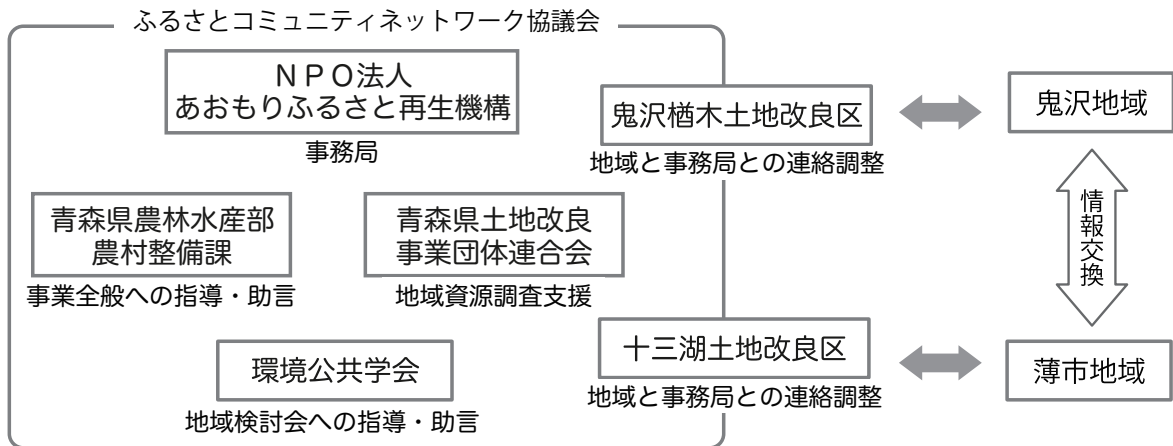 ふるさとコミュニティネットワーク協議会
ＮＰＯ法人
あおもりふるさと再生機構
事務局
鬼沢楢木土地改良区
地域と事務局との連絡調整
鬼沢地域
青森県農林水産部
農村整備課
事業全般への指導・助言
青森県土地改良
事業団体連合会
地域資源調査支援
情報交換
環境公共学会
地域検討会への指導・助言
十三湖土地改良区
地域と事務局との連絡調整
薄市地域